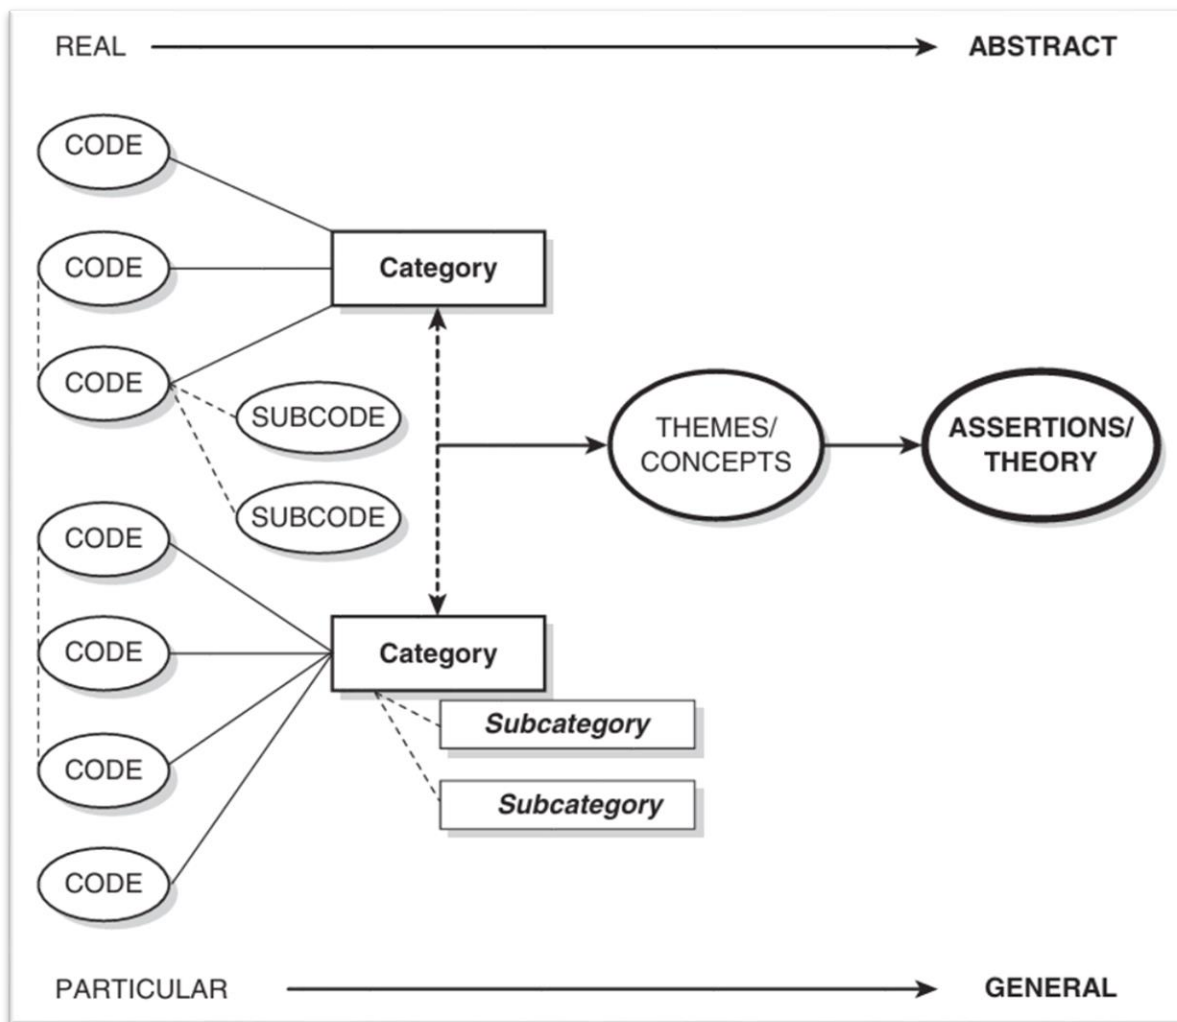 REAL
ABSTRACT
CODE
CODE
Category
CODE
SUBCODE
SUBCODE
THEMES/
CONCEPTS
ASSERTIONS/
THEORY
CODE
CODE
Category
Subcategory
CODE
Subcategory
CODE
PARTICULAR
GENERAL